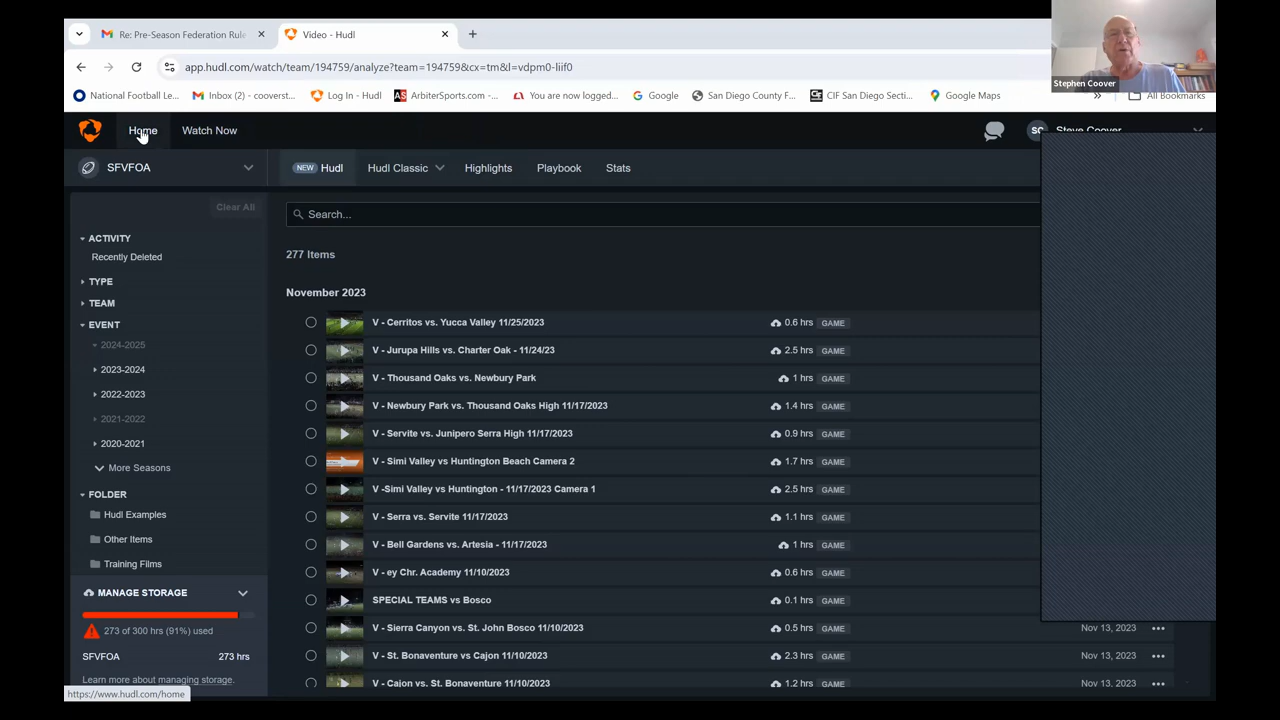 Re: Pre-Season Federation Rule
Video - Hudl
app.hudl.com/watch/team/194759/analyze?team=194759&cx=tm&l=vdpm0-liif0
National Football Le...
Inbox (2) - cooverst...
Log In - ...
ArbiterSports.com -...
You are now logged...
Google
San Diego County F...
CIF San Diego Secti...
Google Maps
»
All Bookmarks
Stephen Coover
Home
Watch Now
SC
Steve Coover
SFVFOA
NEW Hudl
Hudl Classic
Highlights
Playbook
Stats
Clear All
Search...
ACTIVITY
Recently Deleted
TYPE
TEAM
EVENT
2024-2025
2023-2024
2022-2023
2021-2022
2020-2021
More Seasons
FOLDER
Hudl Examples
Other Items
Training Films
MANAGE STORAGE
273 of 300 hrs (91%) used
SFVFOA 273 hrs
Learn more about managing storage.
https://www.hudl.com/home
277 Items
November 2023
V - Cerritos vs. Yucca Valley 11/25/2023 0.6 hrs GAME
V - Jurupa Hills vs. Charter Oak - 11/24/23 2.5 hrs GAME
V - Thousand Oaks vs. Newbury Park 1 hrs GAME
V - Newbury Park vs. Thousand Oaks High 11/17/2023 1.4 hrs GAME
V - Servite vs. Junipero Serra High 11/17/2023 0.9 hrs GAME
V - Simi Valley vs Huntington Beach Camera 2 1.7 hrs GAME
V -Simi Valley vs Huntington - 11/17/2023 Camera 1 2.5 hrs GAME
V - Serra vs. Servite 11/17/2023 1.1 hrs GAME
V - Bell Gardens vs. Artesia - 11/17/2023 1 hrs GAME
V - ey Chr. Academy 11/10/2023 0.6 hrs GAME
SPECIAL TEAMS vs Bosco 0.1 hrs GAME
V - Sierra Canyon vs. St. John Bosco 11/10/2023 0.5 hrs GAME Nov 13, 2023
V - St. Bonaventure vs Cajon 11/10/2023 2.3 hrs GAME Nov 13, 2023
V - Cajon vs. St. Bonaventure 11/10/2023 1.2 hrs GAME Nov 13, 2023